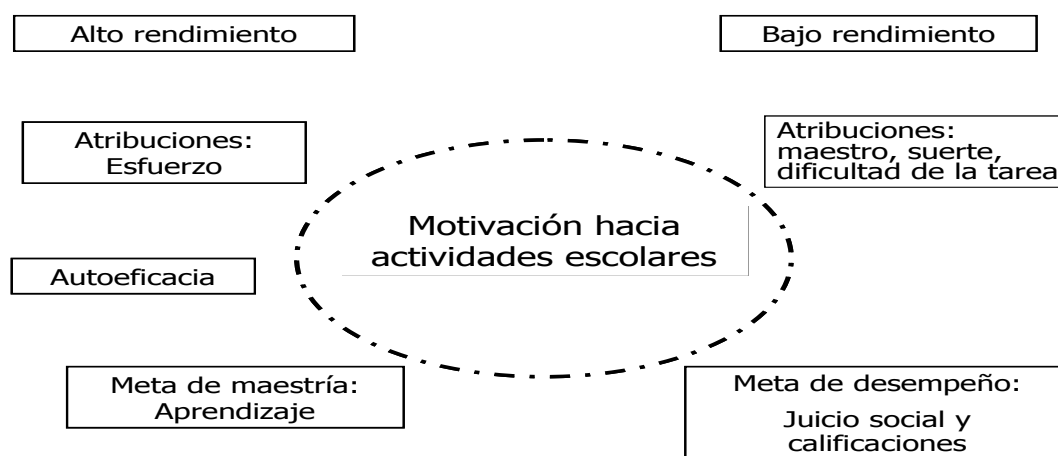 Alto rendimiento
Bajo rendimiento
Atribuciones:
Esfuerzo
Atribuciones:
maestro, suerte,
dificultad de la tarea
Motivación hacia
actividades escolares
Autoeficacia
Meta de maestría:
Aprendizaje
Meta de desempeño:
Juicio social y
calificaciones